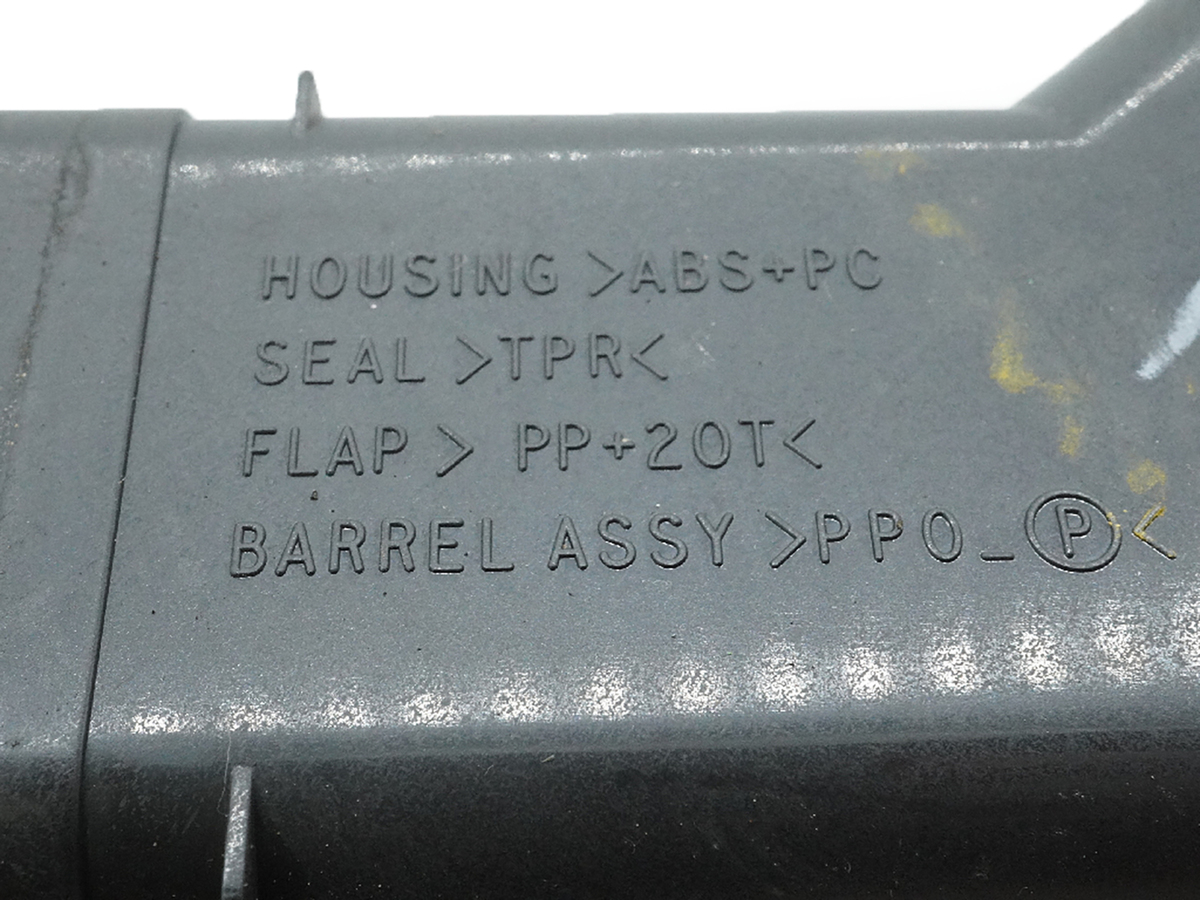 HOUSING >ABS+PC
SEAL >TPR<
FLAP > PP+20T<
BARREL ASSY >PPO_Ⓟ<